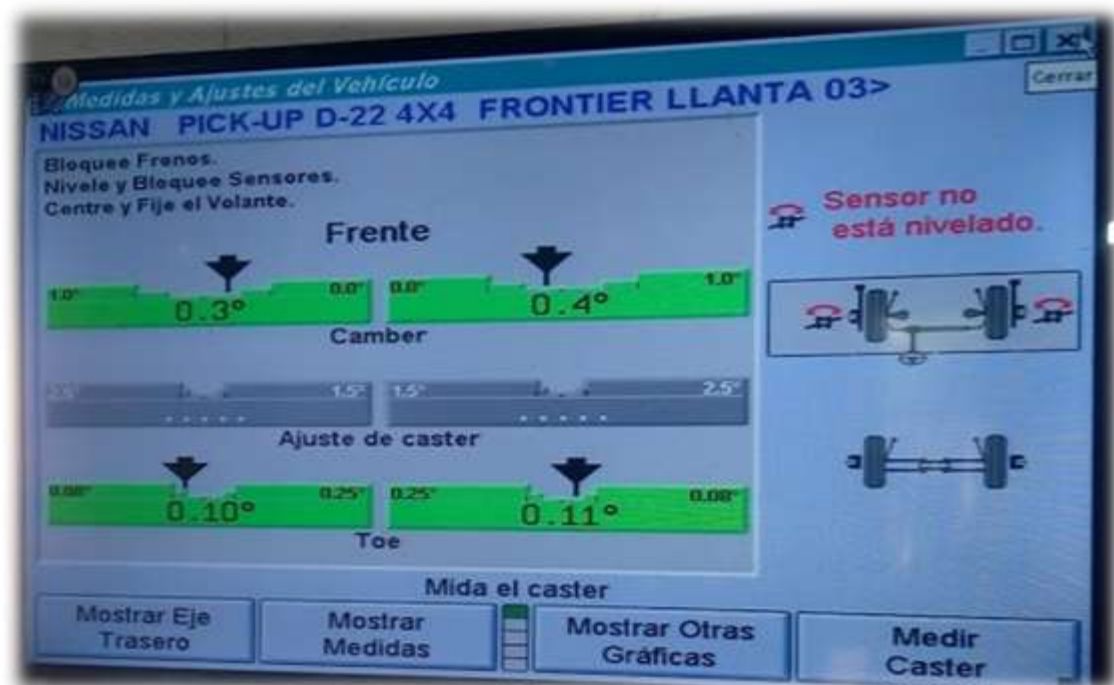 Medidas y Ajustes del Vehículo
Cerrar
NISSAN PICK-UP D-22 4X4 FRONTIER LLANTA 03>
Bloquee Frenos.
Nivele y Bloquee Sensores.
Centre y Fije el Volante.
Sensor no
está nivelado.
Frente
1.0° 0.3° 0.0° 0.0° 0.4° 1.0°
Camber
1.5° 1.5° 2.5°
Ajuste de caster
0.08° 0.10° 0.25° 0.25° 0.11° 0.08°
Toe
Mida el caster
Mostrar Eje
Trasero
Mostrar
Medidas
Mostrar Otras
Gráficas
Medir
Caster